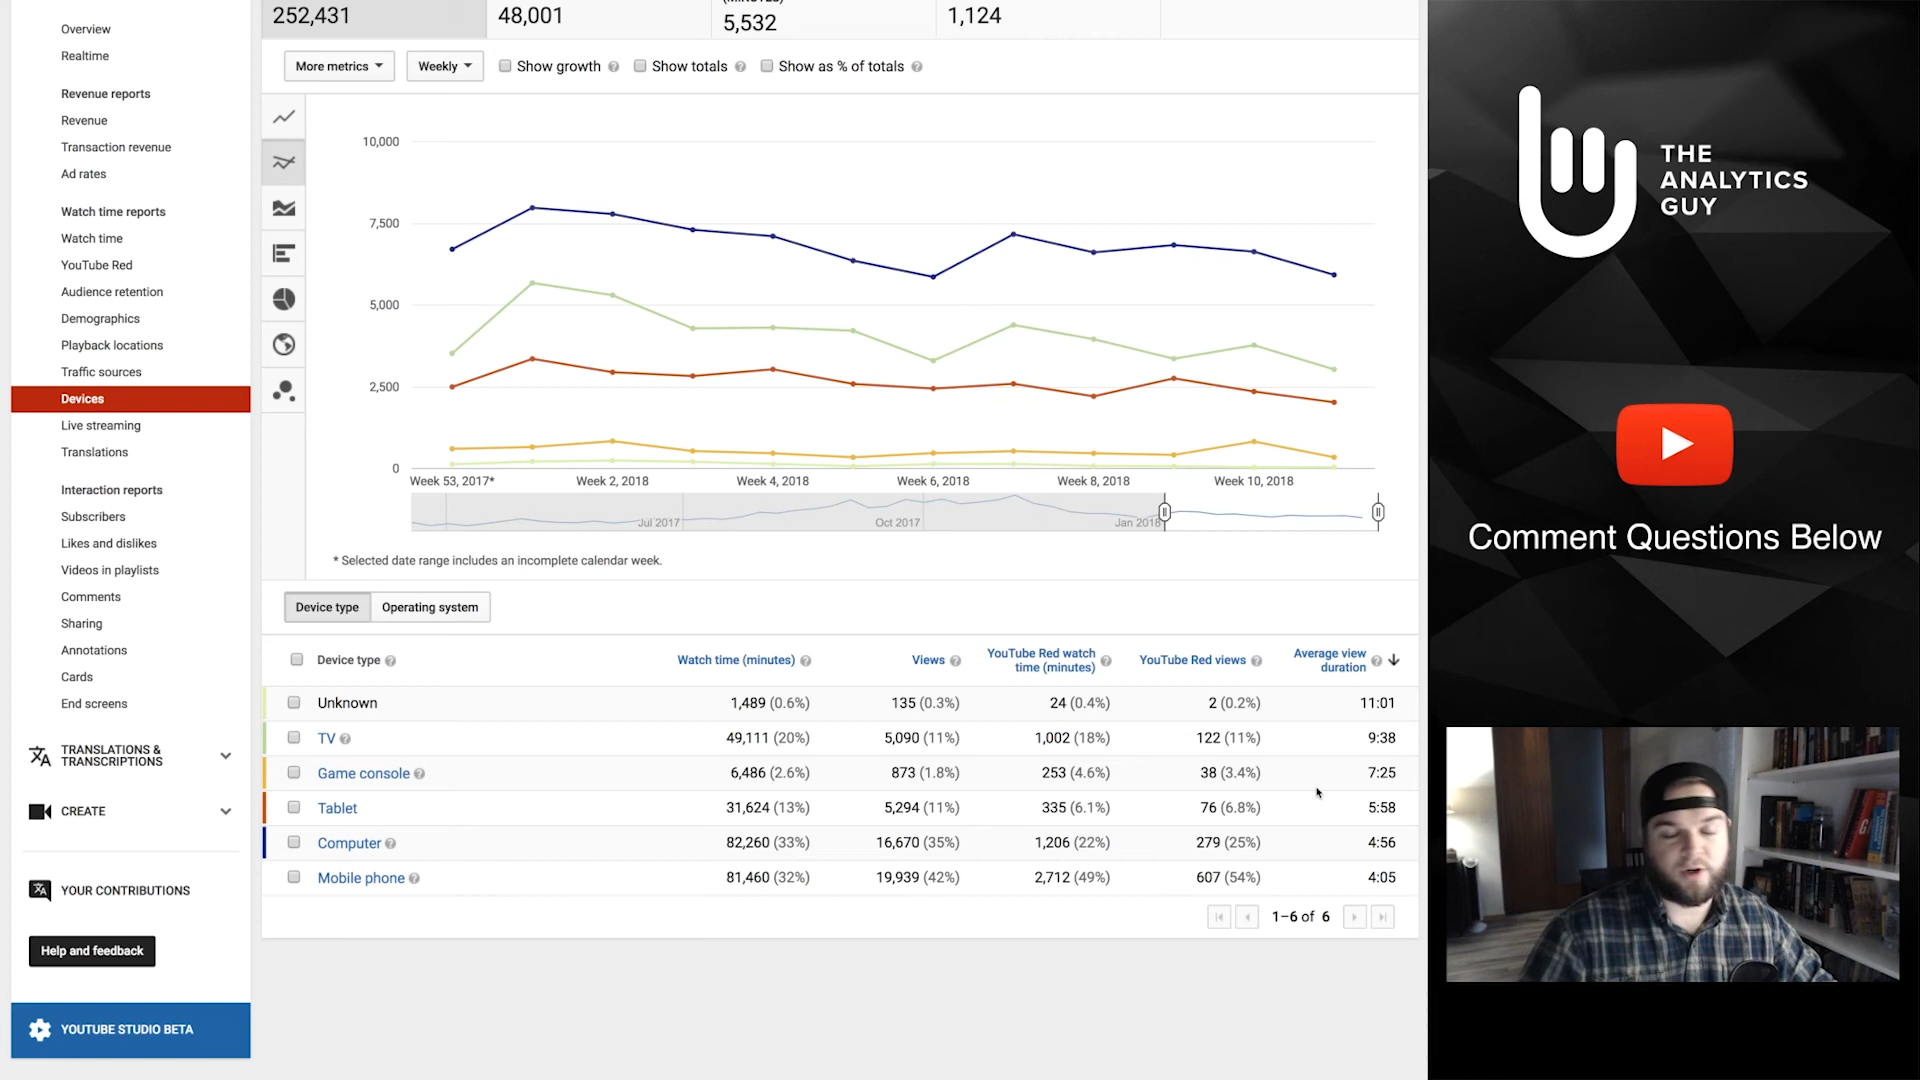 252,431
48,001
5,532
1,124
Overview
Realtime
Revenue reports
Revenue
Transaction revenue
Ad rates
Watch time reports
Watch time
YouTube Red
Audience retention
Demographics
Playback locations
Traffic sources
Devices
Live streaming
Translations
Interaction reports
Subscribers
Likes and dislikes
Videos in playlists
Comments
Sharing
Annotations
Cards
End screens
TRANSLATIONS &
TRANSCRIPTIONS
CREATE
YOUR CONTRIBUTIONS
Help and feedback
YOUTUBE STUDIO BETA
More metrics
Weekly
Show growth ?
Show totals ?
Show as % of totals ?
10,000
7,500
5,000
2,500
0
Week 53, 2017* Week 2, 2018 Week 4, 2018 Week 6, 2018 Week 8, 2018 Week 10, 2018
Jul 2017 Oct 2017 Jan 2018
* Selected date range includes an incomplete calendar week.
Device type Operating system
Device type ? Watch time (minutes) ? Views ? YouTube Red watch time (minutes) ? YouTube Red views ? Average view duration ?
Unknown 1,489 (0.6%) 135 (0.3%) 24 (0.4%) 2 (0.2%) 11:01
TV ? 49,111 (20%) 5,090 (11%) 1,002 (18%) 122 (11%) 9:38
Game console ? 6,486 (2.6%) 873 (1.8%) 253 (4.6%) 38 (3.4%) 7:25
Tablet 31,624 (13%) 5,294 (11%) 335 (6.1%) 76 (6.8%) 5:58
Computer ? 82,260 (33%) 16,670 (35%) 1,206 (22%) 279 (25%) 4:56
Mobile phone ? 81,460 (32%) 19,939 (42%) 2,712 (49%) 607 (54%) 4:05
1–6 of 6
THE
ANALYTICS
GUY
Comment Questions Below